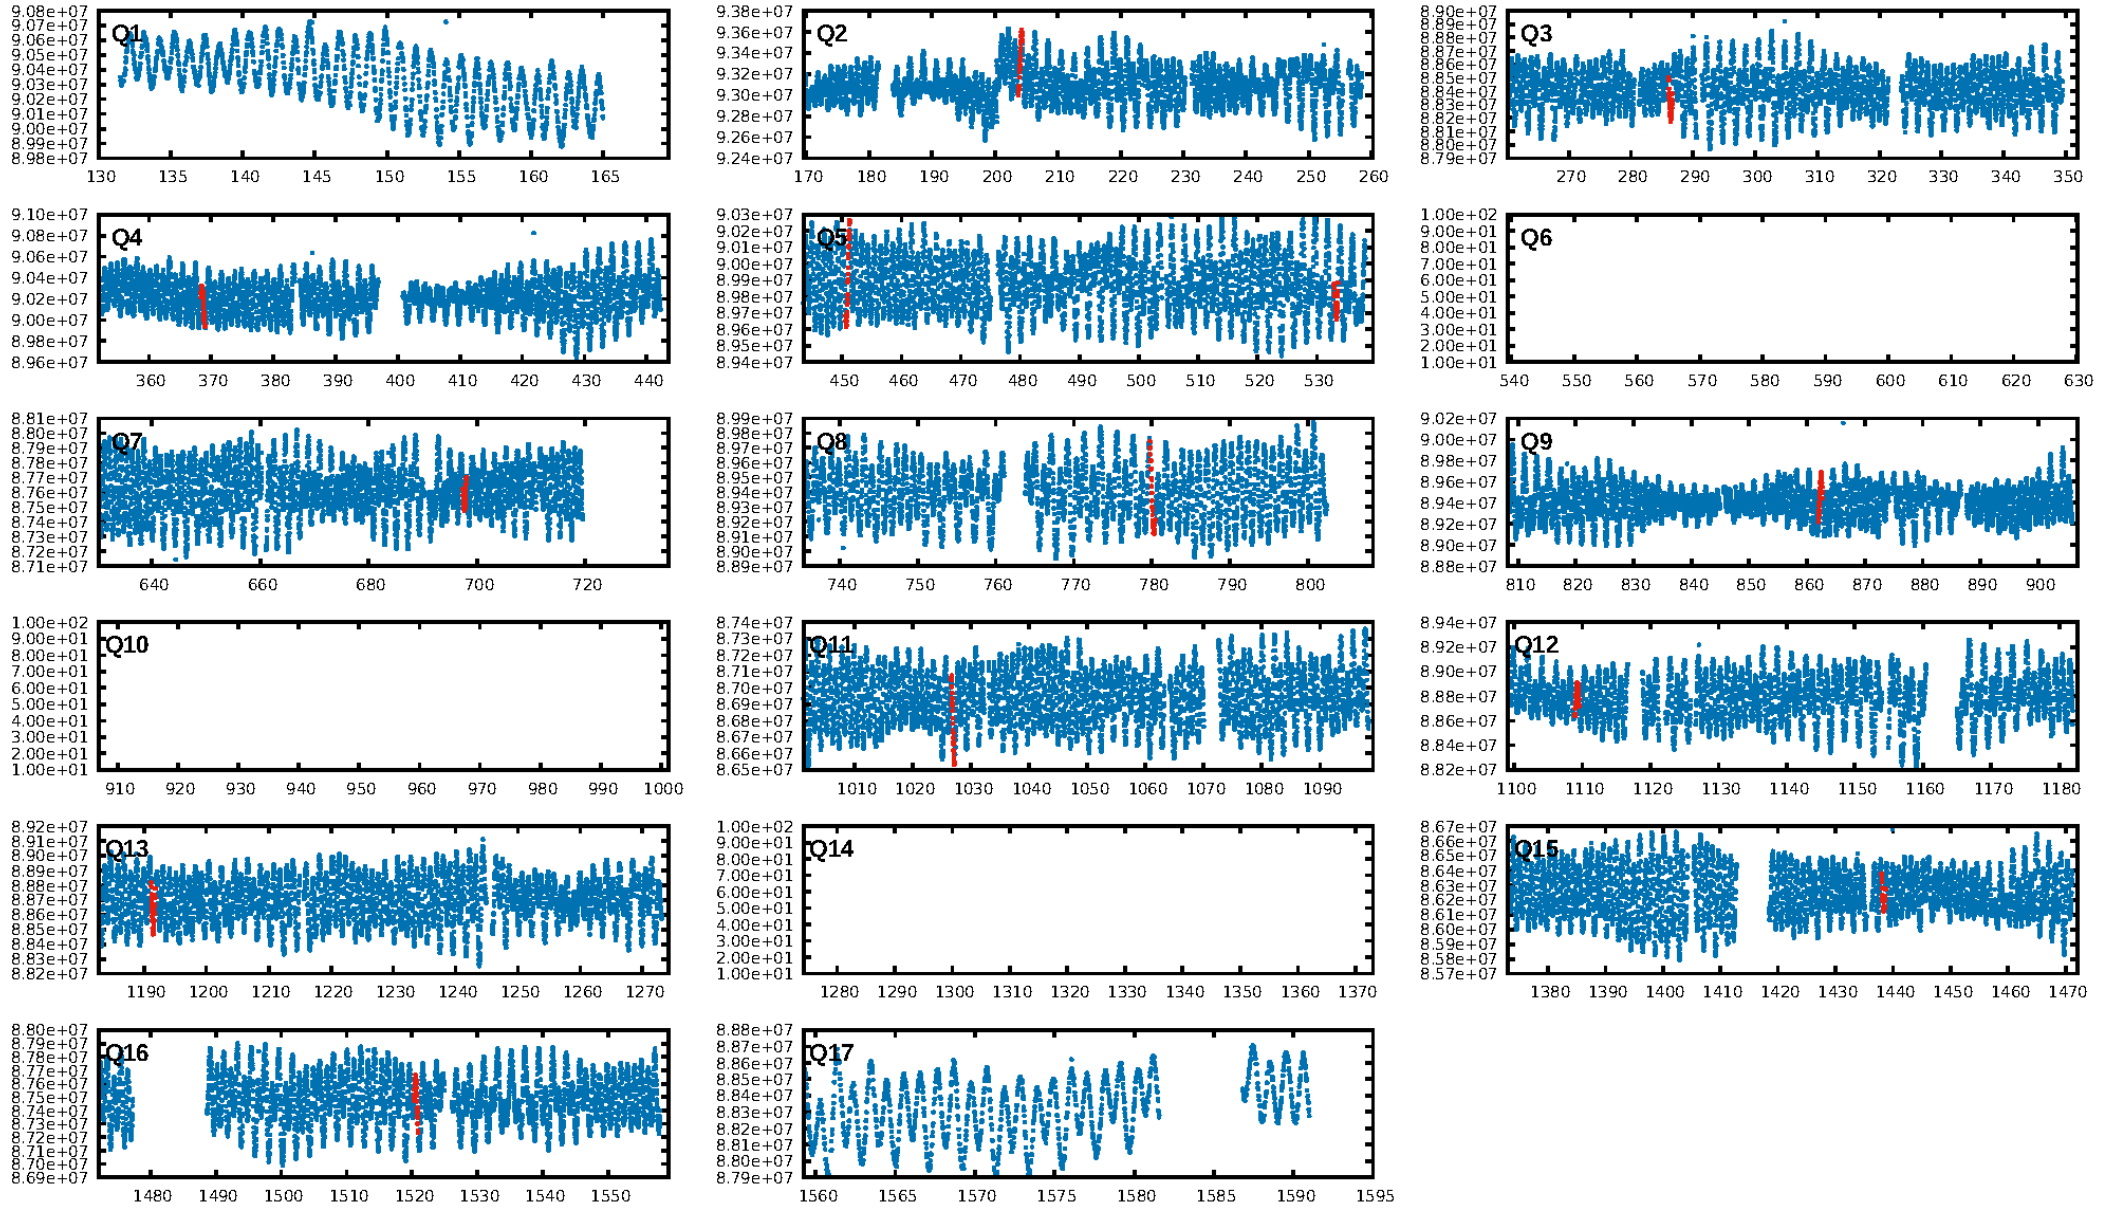 9.08e+07
9.07e+07
9.06e+07
9.05e+07
9.04e+07
9.03e+07
9.02e+07
9.01e+07
9.00e+07
8.99e+07
8.98e+07
Q1
130 135 140 145 150 155 160 165
9.38e+07
9.36e+07
9.34e+07
9.32e+07
9.30e+07
9.28e+07
9.26e+07
9.24e+07
Q2
170 180 190 200 210 220 230 240 250 260
8.90e+07
8.89e+07
8.88e+07
8.87e+07
8.86e+07
8.85e+07
8.84e+07
8.83e+07
8.82e+07
8.81e+07
8.80e+07
8.79e+07
Q3
270 280 290 300 310 320 330 340 350
9.10e+07
9.08e+07
9.06e+07
9.04e+07
9.02e+07
9.00e+07
8.98e+07
8.96e+07
Q4
360 370 380 390 400 410 420 430 440
9.03e+07
9.02e+07
9.01e+07
9.00e+07
8.99e+07
8.98e+07
8.97e+07
8.96e+07
8.95e+07
8.94e+07
Q5
450 460 470 480 490 500 510 520 530
1.00e+02
9.00e+01
8.00e+01
7.00e+01
6.00e+01
5.00e+01
4.00e+01
3.00e+01
2.00e+01
1.00e+01
Q6
540 550 560 570 580 590 600 610 620 630
8.81e+07
8.80e+07
8.79e+07
8.78e+07
8.77e+07
8.76e+07
8.75e+07
8.74e+07
8.73e+07
8.72e+07
8.71e+07
Q7
640 660 680 700 720
8.99e+07
8.98e+07
8.97e+07
8.96e+07
8.95e+07
8.94e+07
8.93e+07
8.92e+07
8.91e+07
8.90e+07
8.89e+07
Q8
740 750 760 770 780 790 800
9.02e+07
9.00e+07
8.98e+07
8.96e+07
8.94e+07
8.92e+07
8.90e+07
8.88e+07
Q9
810 820 830 840 850 860 870 880 890 900
1.00e+02
9.00e+01
8.00e+01
7.00e+01
6.00e+01
5.00e+01
4.00e+01
3.00e+01
2.00e+01
1.00e+01
Q10
910 920 930 940 950 960 970 980 990 1000
8.74e+07
8.73e+07
8.72e+07
8.71e+07
8.70e+07
8.69e+07
8.68e+07
8.67e+07
8.66e+07
8.65e+07
Q11
1010 1020 1030 1040 1050 1060 1070 1080 1090
8.94e+07
8.92e+07
8.90e+07
8.88e+07
8.86e+07
8.84e+07
8.82e+07
Q12
1100 1110 1120 1130 1140 1150 1160 1170 1180
8.92e+07
8.91e+07
8.90e+07
8.89e+07
8.88e+07
8.87e+07
8.86e+07
8.85e+07
8.84e+07
8.83e+07
8.82e+07
Q13
1190 1200 1210 1220 1230 1240 1250 1260 1270
1.00e+02
9.00e+01
8.00e+01
7.00e+01
6.00e+01
5.00e+01
4.00e+01
3.00e+01
2.00e+01
1.00e+01
Q14
1280 1290 1300 1310 1320 1330 1340 1350 1360 1370
8.67e+07
8.66e+07
8.65e+07
8.64e+07
8.63e+07
8.62e+07
8.61e+07
8.60e+07
8.59e+07
8.58e+07
8.57e+07
Q15
1380 1390 1400 1410 1420 1430 1440 1450 1460 1470
8.80e+07
8.79e+07
8.78e+07
8.77e+07
8.76e+07
8.75e+07
8.74e+07
8.73e+07
8.72e+07
8.71e+07
8.70e+07
8.69e+07
Q16
1480 1490 1500 1510 1520 1530 1540 1550
8.88e+07
8.87e+07
8.86e+07
8.85e+07
8.84e+07
8.83e+07
8.82e+07
8.81e+07
8.80e+07
8.79e+07
Q17
1560 1565 1570 1575 1580 1585 1590 1595